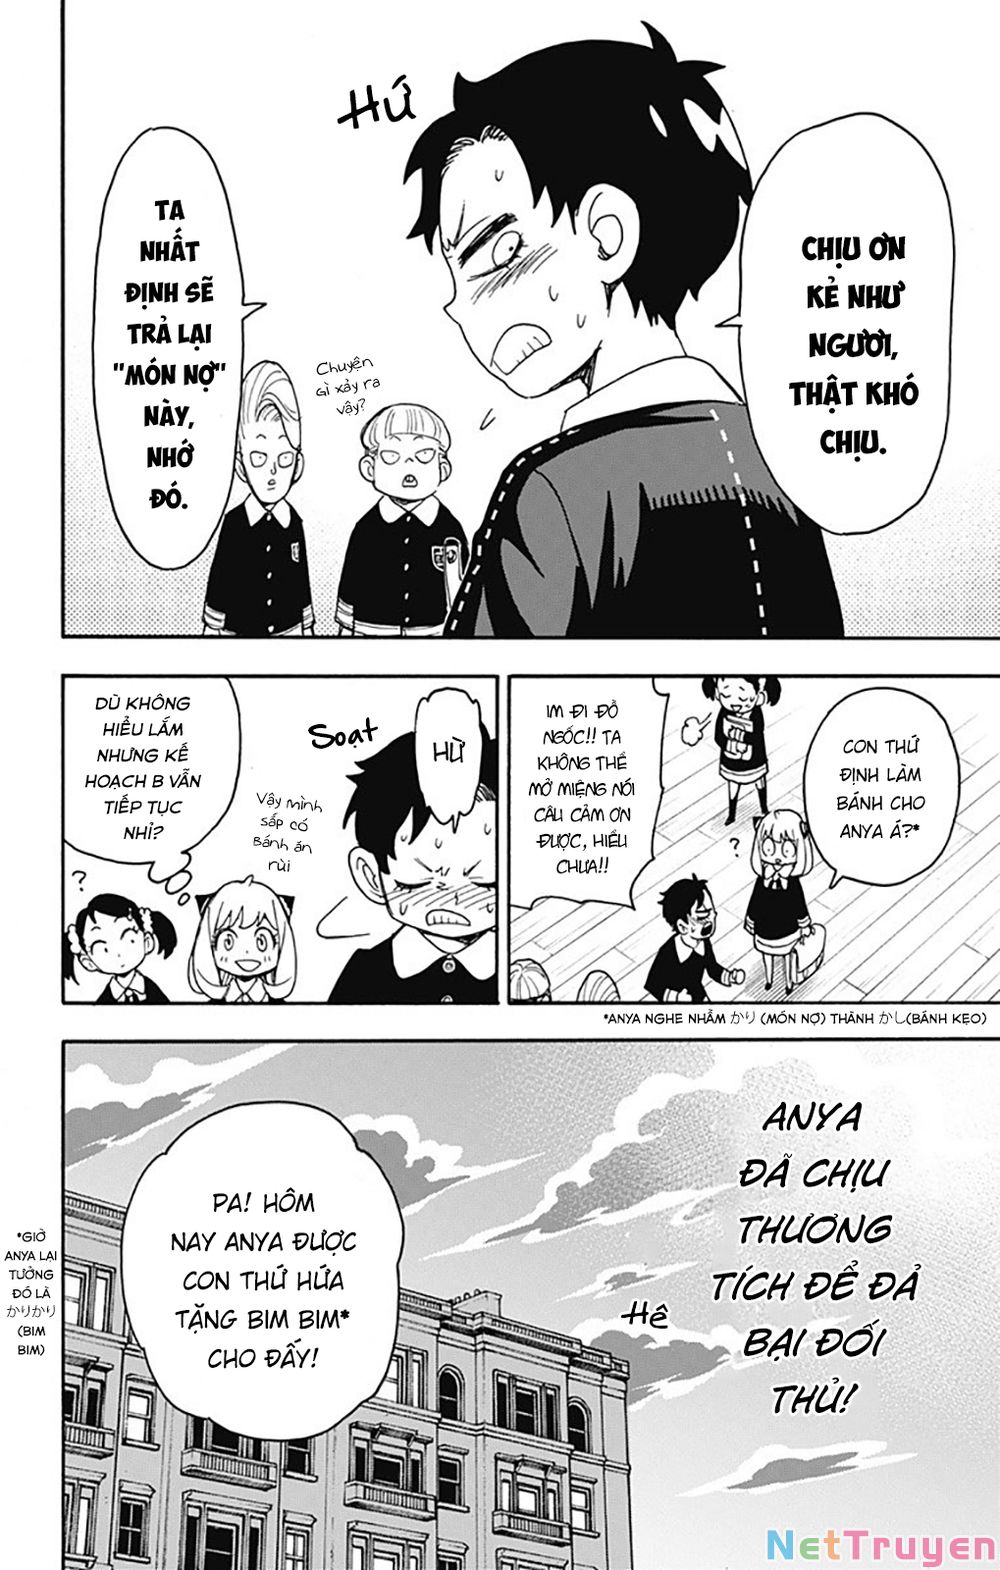 HỨ
CHỊU ƠN
KẺ NHƯ
NGƯƠI,
THẬT KHÓ
CHỊU.
TA
NHẤT
ĐỊNH SẼ
TRẢ LẠI
"MÓN NỢ"
NÀY,
NHỚ
ĐÓ.
Chuyện
gì xảy ra
vậy?
CON THỨ
ĐỊNH LÀM
BÁNH CHO
ANYA Á?*
?
IM ĐI ĐỒ
NGỐC!! TA
KHÔNG THỂ
MỞ MIỆNG NÓI
CÂU CẢM ƠN
ĐƯỢC, HIỂU
CHƯA!!
*ANYA NGHE NHẦM かり (MÓN NỢ) THÀNH かし(BÁNH KẸO)
HỪ
Soạt
Vậy mình
sắp có
bánh ăn
rùi
DÙ KHÔNG
HIỂU LẮM
NHƯNG KẾ
HOẠCH B VẪN
TIẾP TỤC
NHỈ?
?
ANYA
ĐÃ CHỊU
THƯƠNG
TÍCH ĐỂ ĐẢ
BẠI ĐỐI
THỦ!
Hê
PA! HÔM
NAY ANYA ĐƯỢC
CON THỨ HỨA
TẶNG BIM BIM*
CHO ĐẤY!
*GIỜ
ANYA LẠI
TƯỞNG
ĐÓ LÀ
かりかり
(BIM
BIM)
NetTruyen